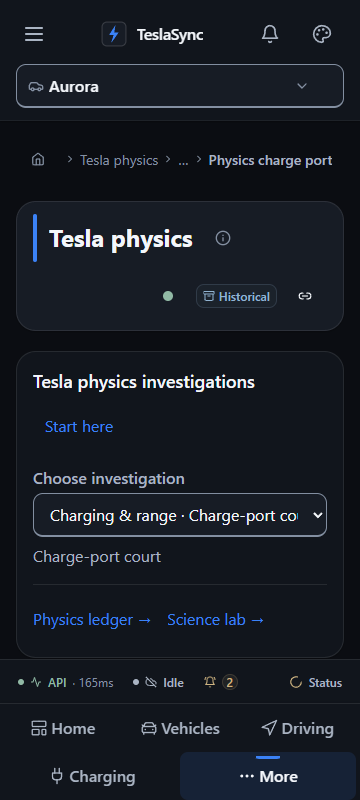 TeslaSync
Aurora
Tesla physics > ... > Physics charge port
Tesla physics
Historical
Tesla physics investigations
Start here
Choose investigation
Charging & range · Charge-port co
Charge-port court
Physics ledger → Science lab →
API · 165ms Idle 2 Status
Home Vehicles Driving
Charging More